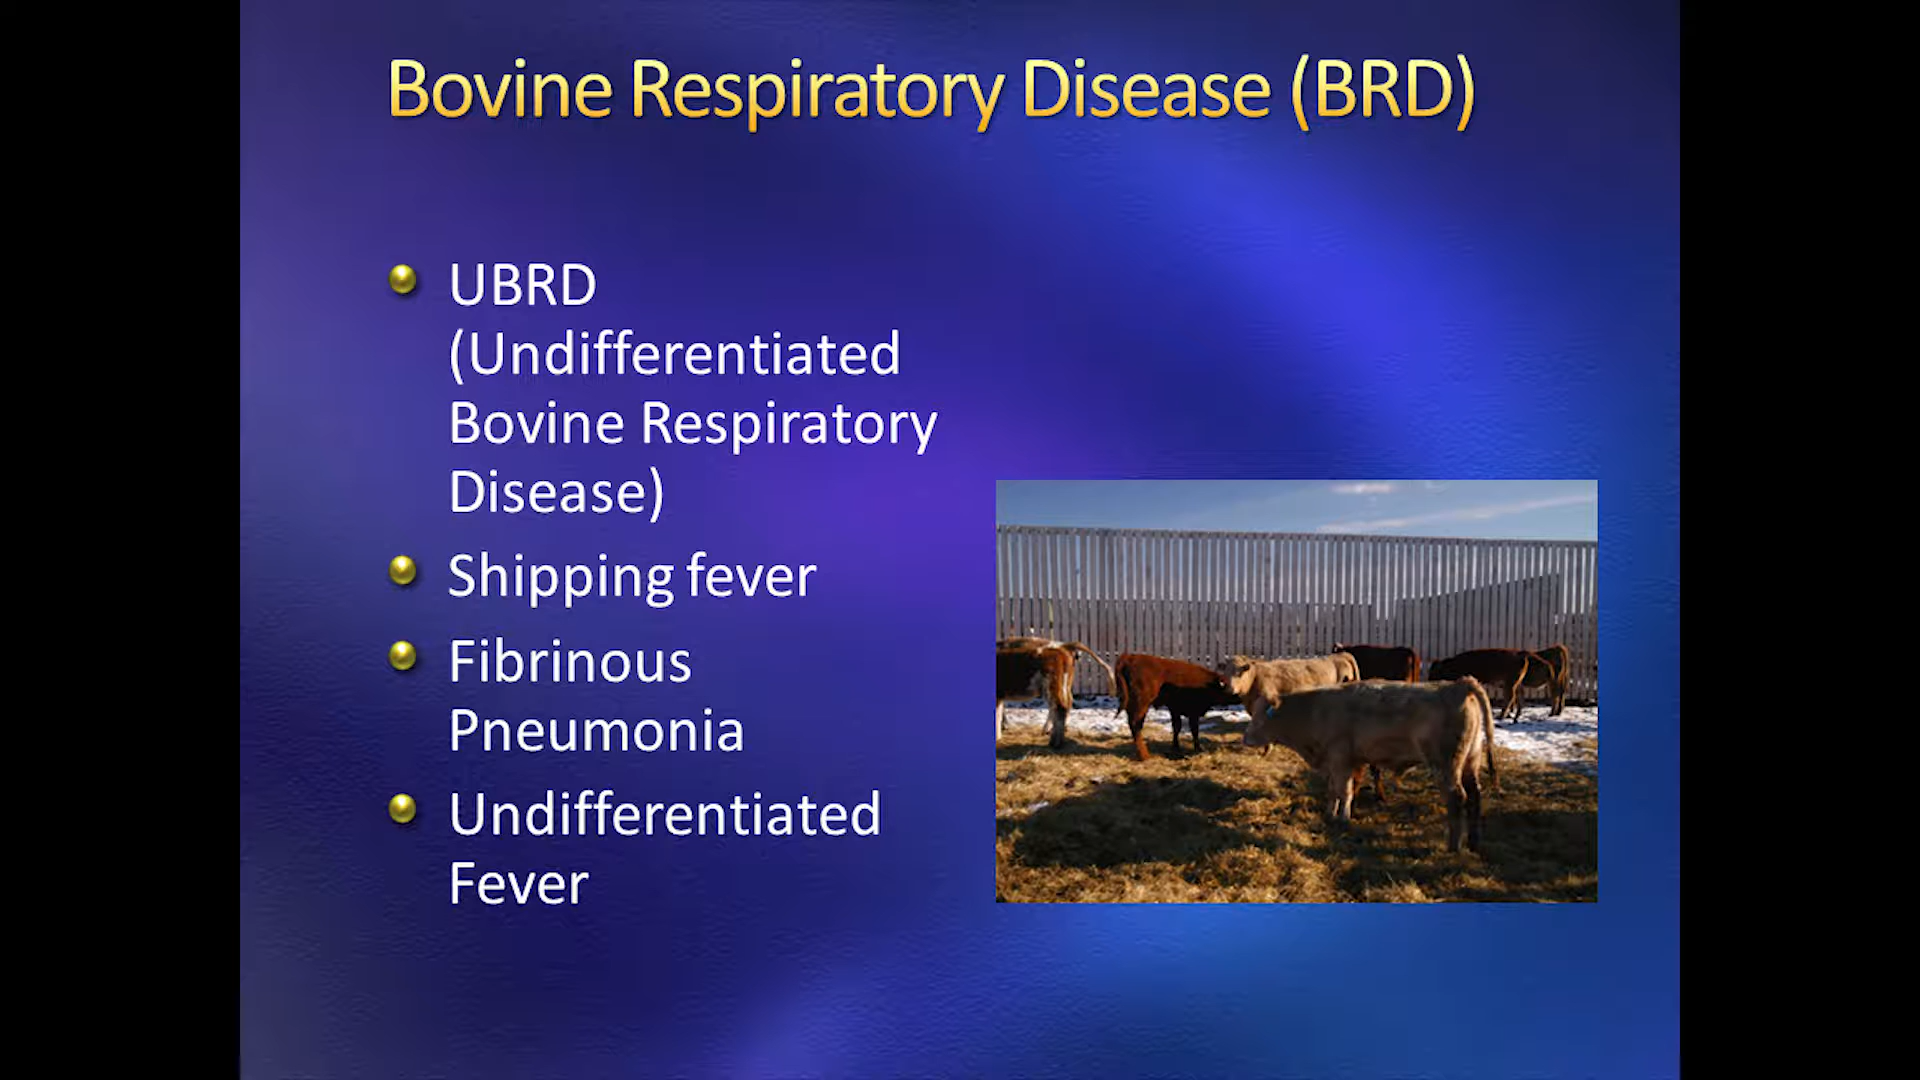 Bovine Respiratory Disease (BRD)
UBRD
(Undifferentiated
Bovine Respiratory
Disease)
Shipping fever
Fibrinous
Pneumonia
Undifferentiated
Fever